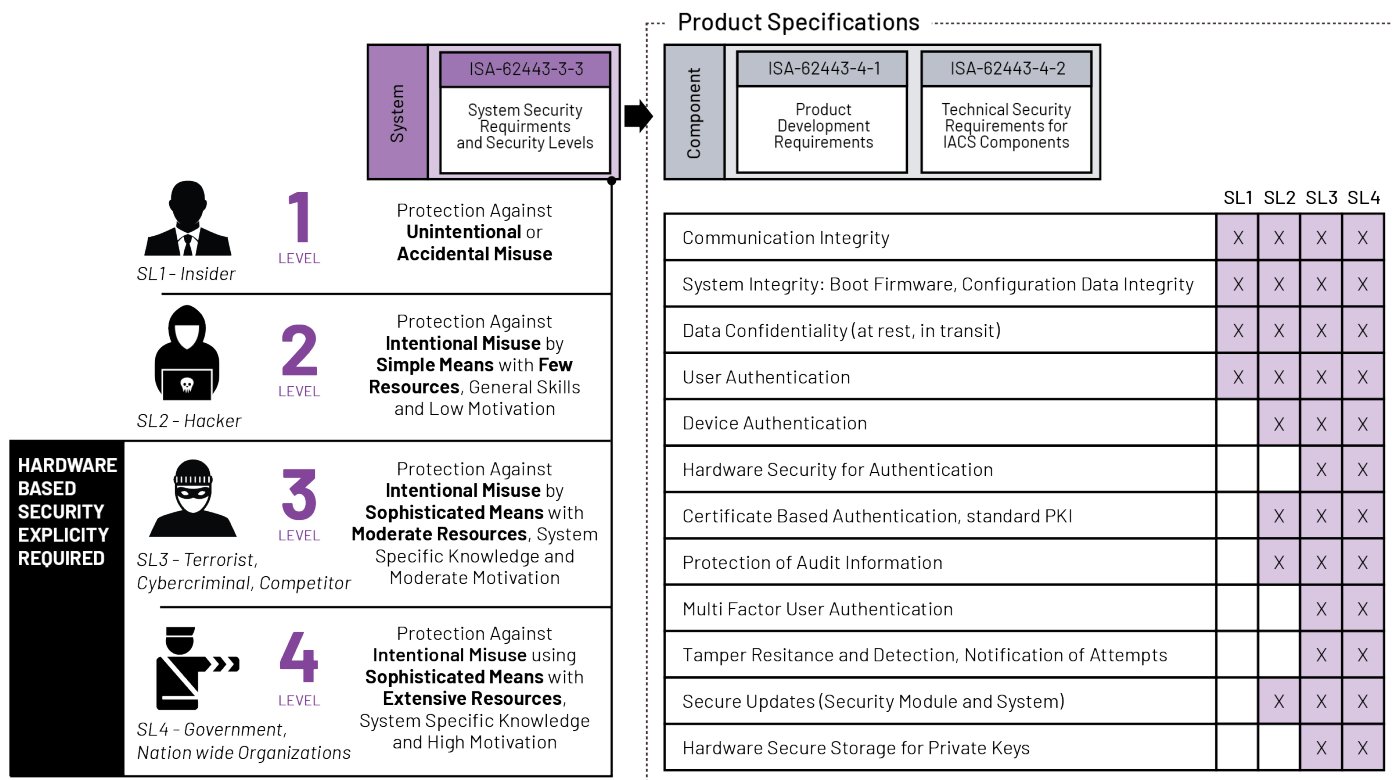 Product Specifications
System
ISA-62443-3-3
System Security
Requirments
and Security Levels
Component
ISA-62443-4-1
Product
Development
Requirements
ISA-62443-4-2
Technical Security
Requirements for
IACS Components
SL1 - Insider
1
LEVEL
Protection Against
Unintentional or
Accidental Misuse
SL2 - Hacker
2
LEVEL
Protection Against
Intentional Misuse by
Simple Means with Few
Resources, General Skills
and Low Motivation
HARDWARE
BASED
SECURITY
EXPLICITY
REQUIRED
SL3 - Terrorist,
Cybercriminal, Competitor
3
LEVEL
Protection Against
Intentional Misuse by
Sophisticated Means with
Moderate Resources, System
Specific Knowledge and
Moderate Motivation
SL4 - Government,
Nation wide Organizations
4
LEVEL
Protection Against
Intentional Misuse using
Sophisticated Means with
Extensive Resources,
System Specific Knowledge
and High Motivation
SL1 SL2 SL3 SL4
Communication Integrity X X X X
System Integrity: Boot Firmware, Configuration Data Integrity X X X X
Data Confidentiality (at rest, in transit) X X X X
User Authentication X X X X
Device Authentication X X X
Hardware Security for Authentication X X
Certificate Based Authentication, standard PKI X X X
Protection of Audit Information X X X
Multi Factor User Authentication X X
Tamper Resitance and Detection, Notification of Attempts X X
Secure Updates (Security Module and System) X X X
Hardware Secure Storage for Private Keys X X